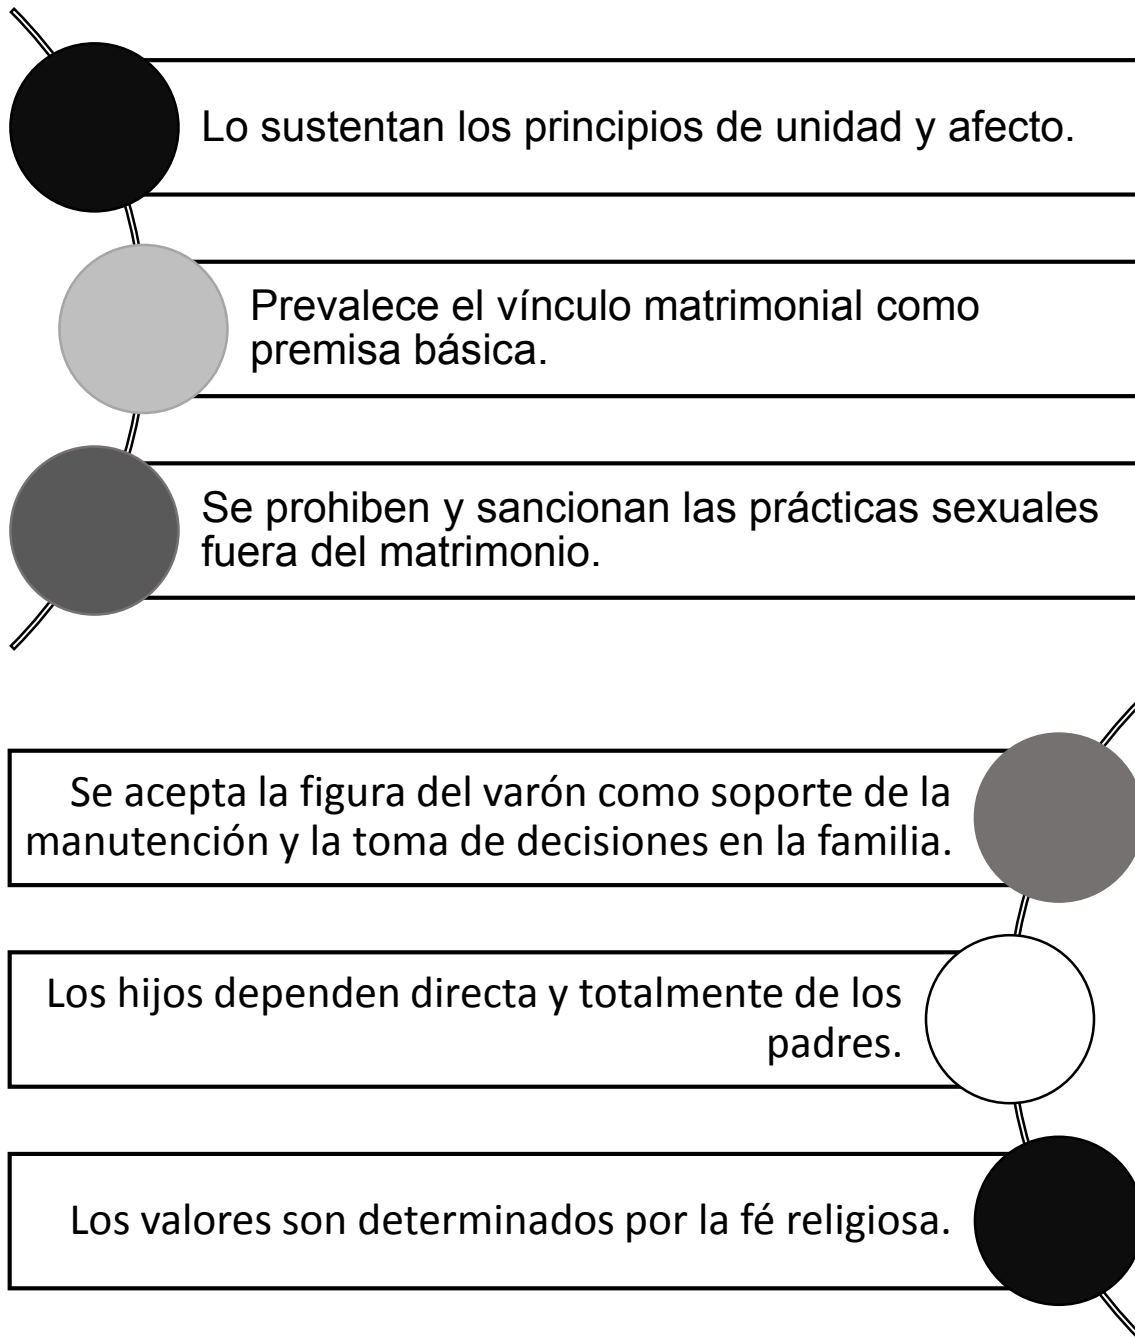 Lo sustentan los principios de unidad y afecto.
Prevalece el vínculo matrimonial como
premisa básica.
Se prohiben y sancionan las prácticas sexuales
fuera del matrimonio.
Se acepta la figura del varón como soporte de la
manutención y la toma de decisiones en la familia.
Los hijos dependen directa y totalmente de los
padres.
Los valores son determinados por la fé religiosa.